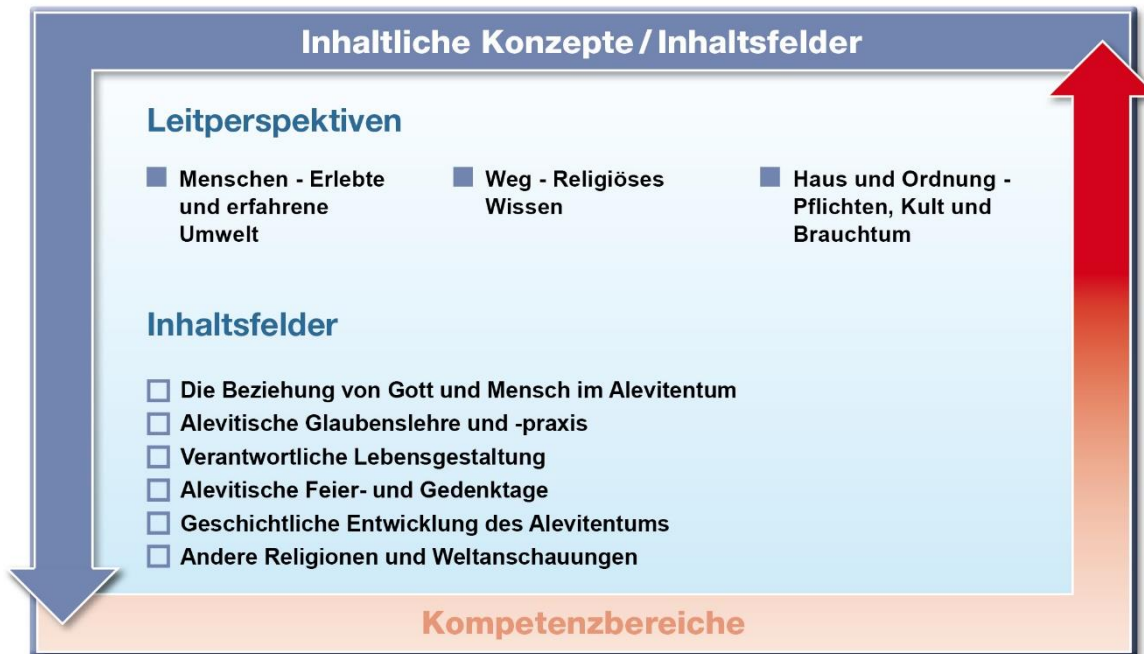 Inhaltliche Konzepte / Inhaltsfelder
Leitperspektiven
Menschen - Erlebte
und erfahrene
Umwelt
Weg - Religiöses
Wissen
Haus und Ordnung -
Pflichten, Kult und
Brauchtum
Inhaltsfelder
Die Beziehung von Gott und Mensch im Alevitentum
Alevitische Glaubenslehre und -praxis
Verantwortliche Lebensgestaltung
Alevitische Feier- und Gedenktage
Geschichtliche Entwicklung des Alevitentums
Andere Religionen und Weltanschauungen
Kompetenzbereiche